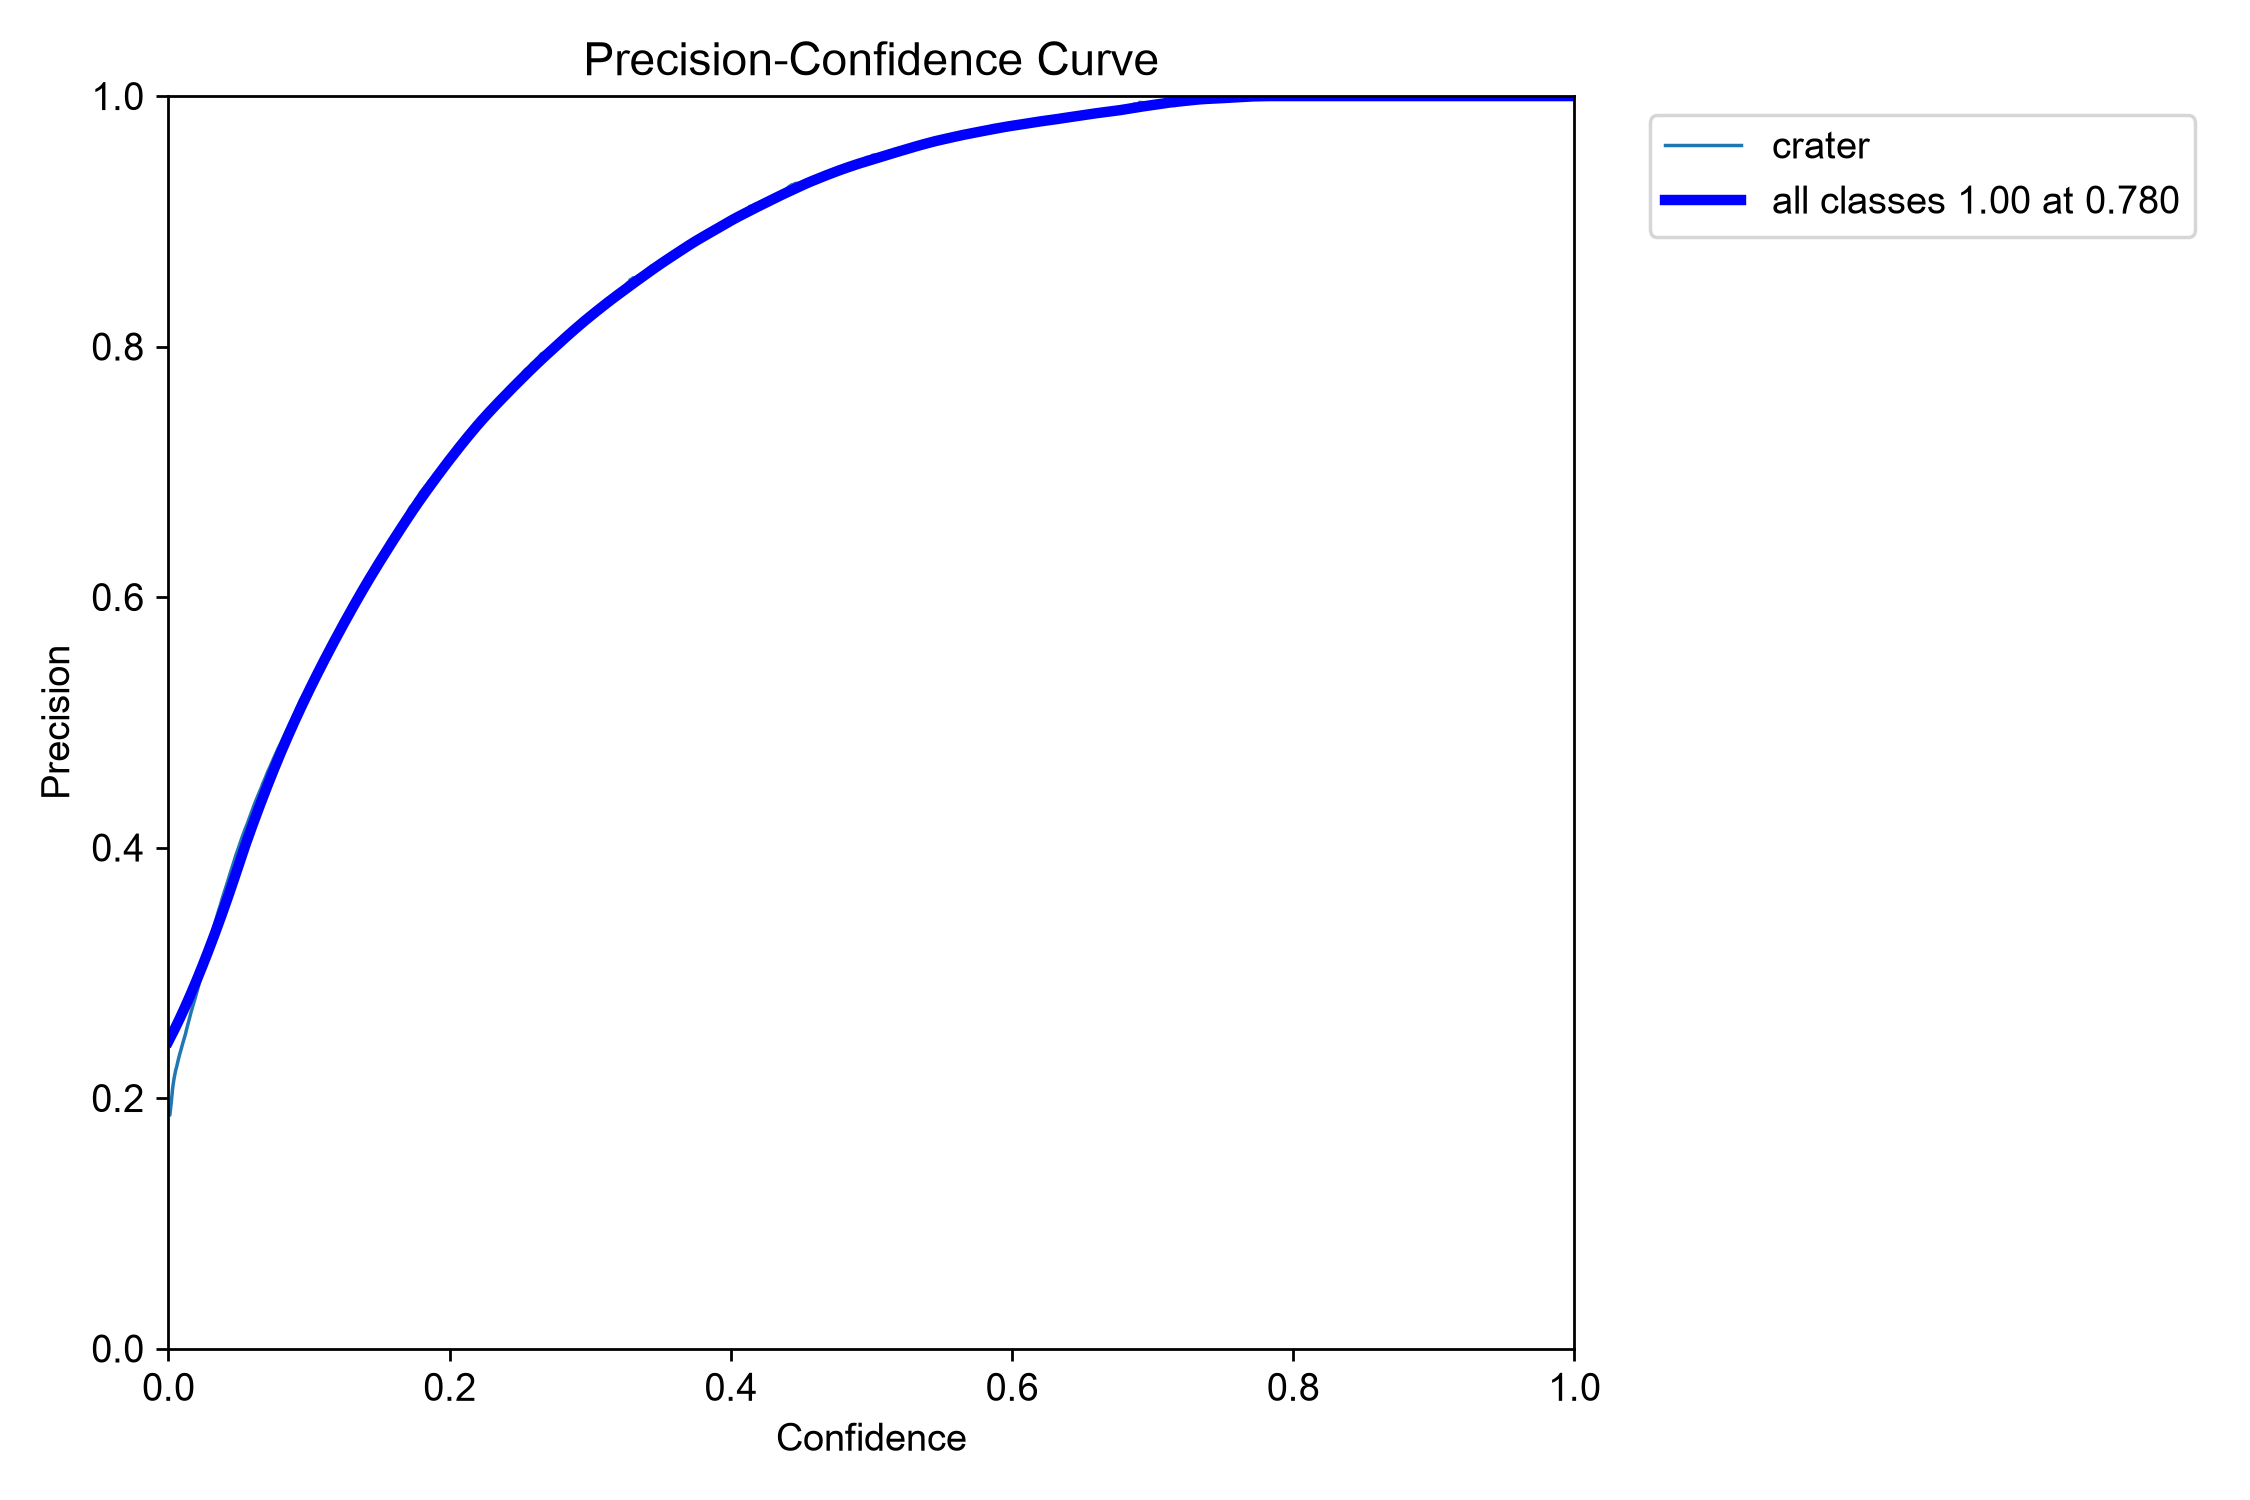 Precision-Confidence Curve
1.0
0.8
0.6
0.4
0.2
0.0
Precision
0.0 0.2 0.4 0.6 0.8 1.0
Confidence
crater
all classes 1.00 at 0.780